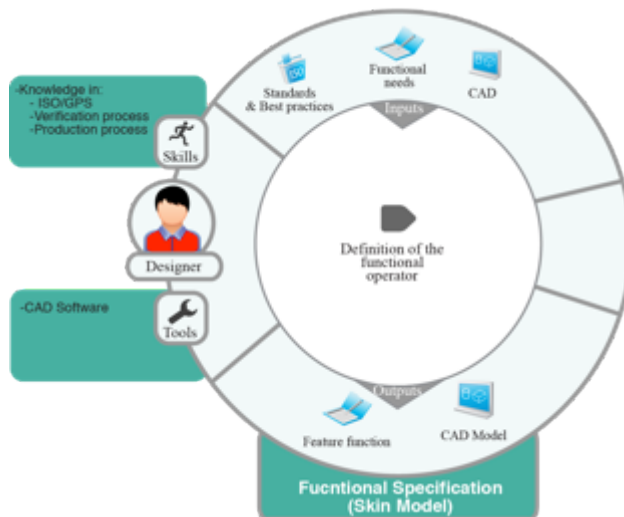 -Knowledge in:
- ISO/GPS
-Verification process
-Production process
Skills
Designer
-CAD Software
Tools
ISO
Standards
& Best practices
Functional
needs
CAD
Inputs
Definition of the
functional
operator
Outputs
Feature function
CAD Model
Fucntional Specification
(Skin Model)